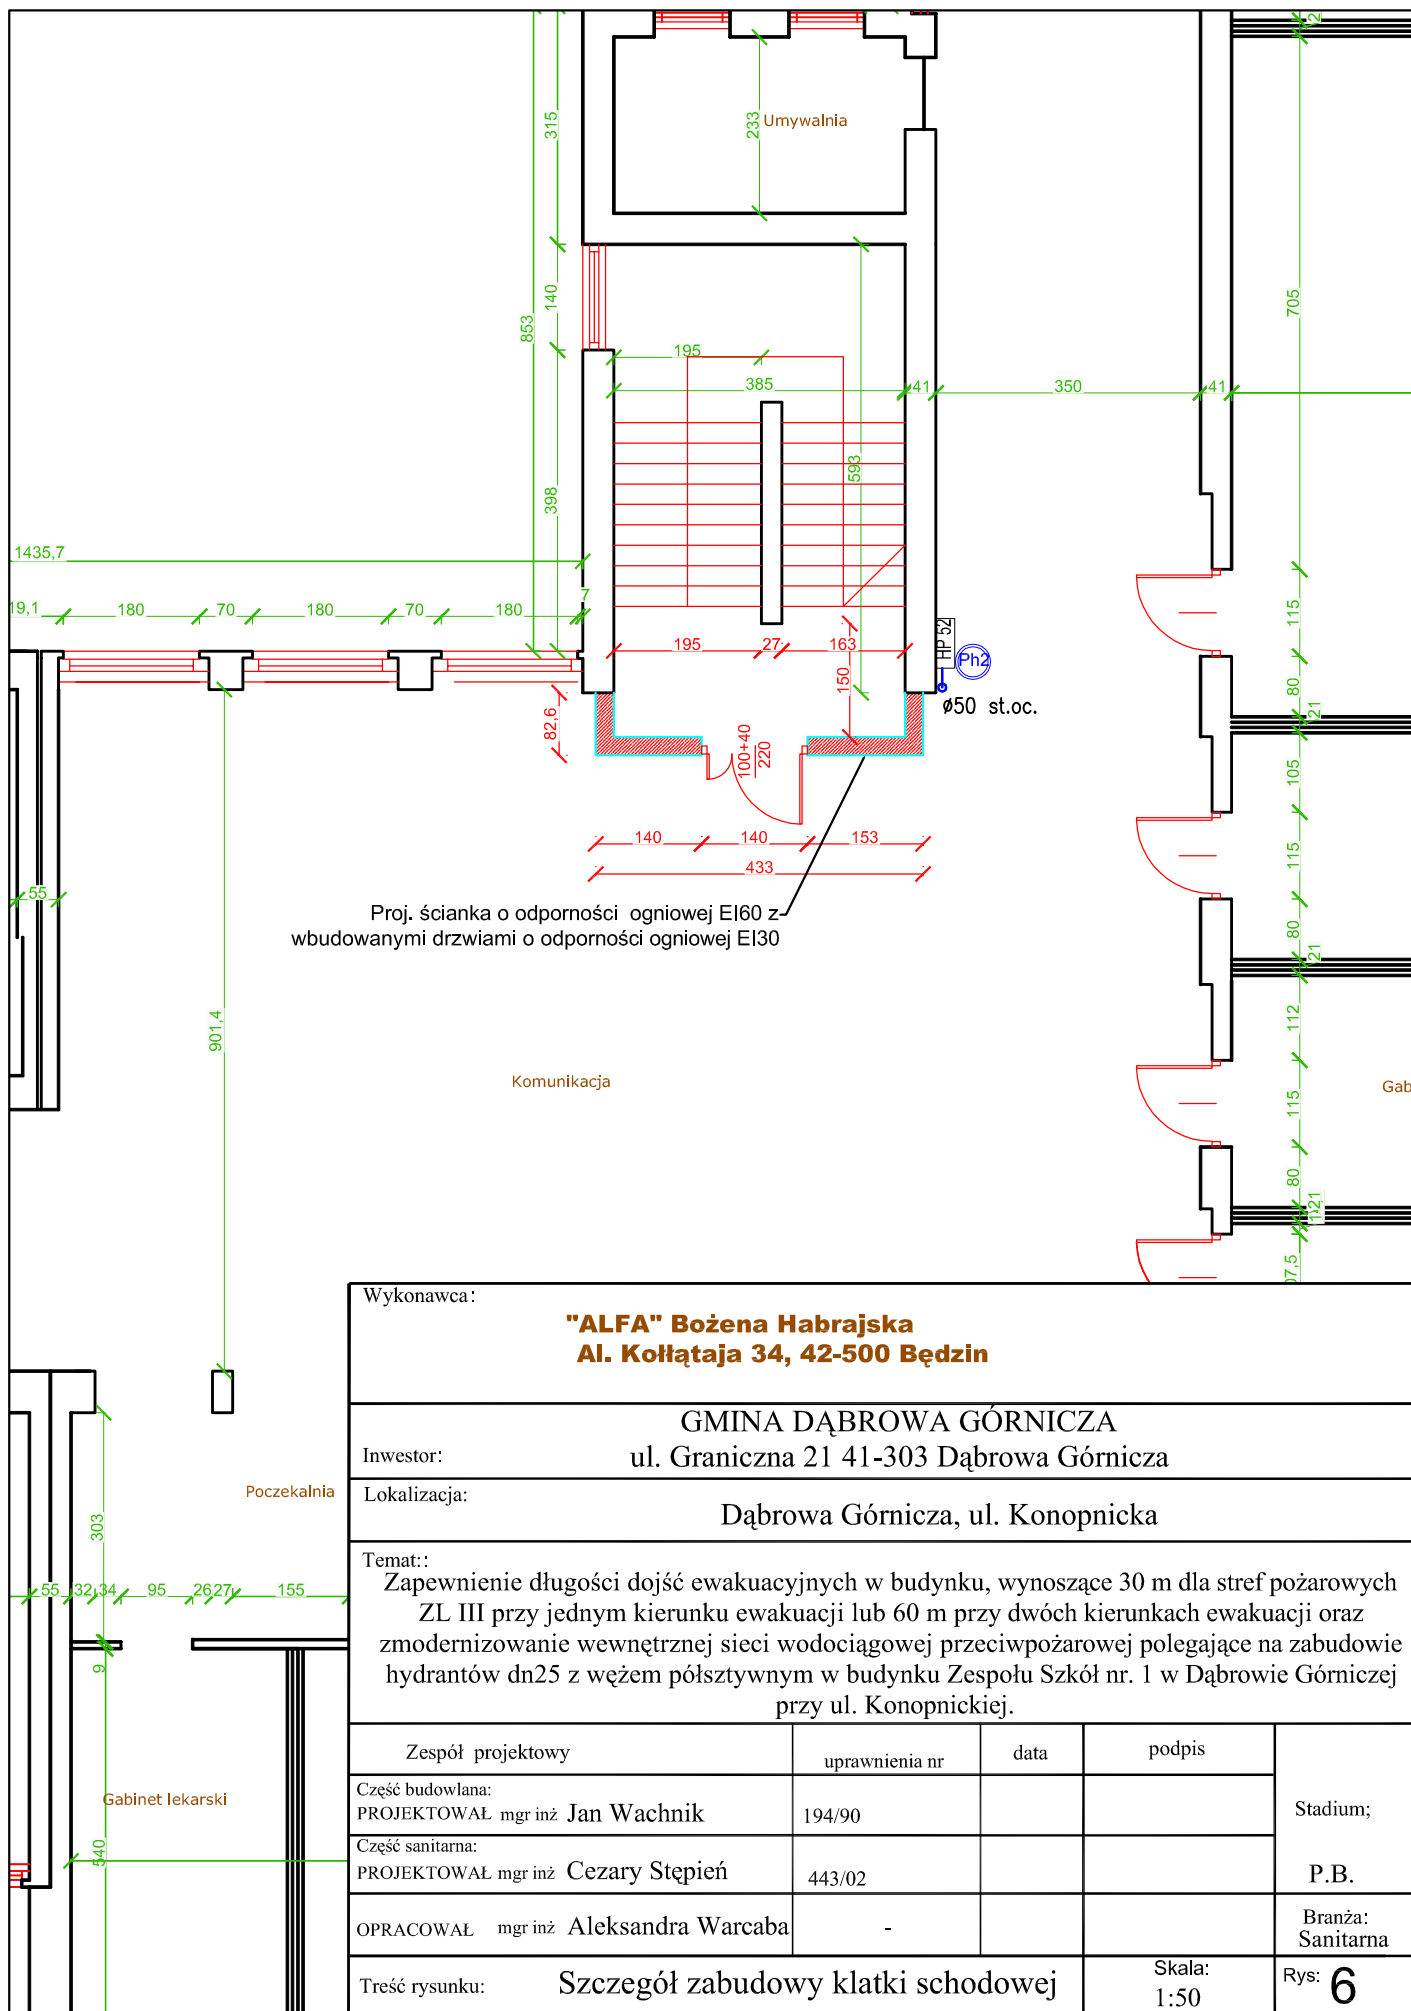 2
315
233
Umywalnia
140
853
705
195
385
41
350
41
593
398
1435,7
19,1
180
70
180
70
180
7
115
195
27
163
HP 52
Ph2
150
80
21
ø50 st.oc.
82,6
100+40
220
105
140
140
153
115
433
55
Proj. ścianka o odporności ogniowej EI60 z
wbudowanymi drzwiami o odporności ogniowej EI30
80
21
901,4
112
Komunikacja
Gab
115
80
21
07,5
Wykonawca:
"ALFA" Bożena Habrajska
Al. Kołłątaja 34, 42-500 Będzin
GMINA DĄBROWA GÓRNICZA
Inwestor:
ul. Graniczna 21 41-303 Dąbrowa Górnicza
Poczekalnia
Lokalizacja:
Dąbrowa Górnicza, ul. Konopnicka
303
Temat::
Zapewnienie długości dojść ewakuacyjnych w budynku, wynoszące 30 m dla stref pożarowych
ZL III przy jednym kierunku ewakuacji lub 60 m przy dwóch kierunkach ewakuacji oraz
zmodernizowanie wewnętrznej sieci wodociągowej przeciwpożarowej polegające na zabudowie
hydrantów dn25 z wężem półsztywnym w budynku Zespołu Szkół nr. 1 w Dąbrowie Górniczej
przy ul. Konopnickiej.
55
32,34
95
26
27
155
9
Zespół projektowy
uprawnienia nr
data
podpis
Gabinet lekarski
Część budowlana:
PROJEKTOWAŁ mgr inż Jan Wachnik
194/90
Stadium;
540
Część sanitarna:
PROJEKTOWAŁ mgr inż Cezary Stępień
443/02
P.B.
OPRACOWAŁ mgr inż Aleksandra Warcaba
-
Branża:
Sanitarna
Treść rysunku:
Szczegół zabudowy klatki schodowej
Skala:
1:50
Rys: 6